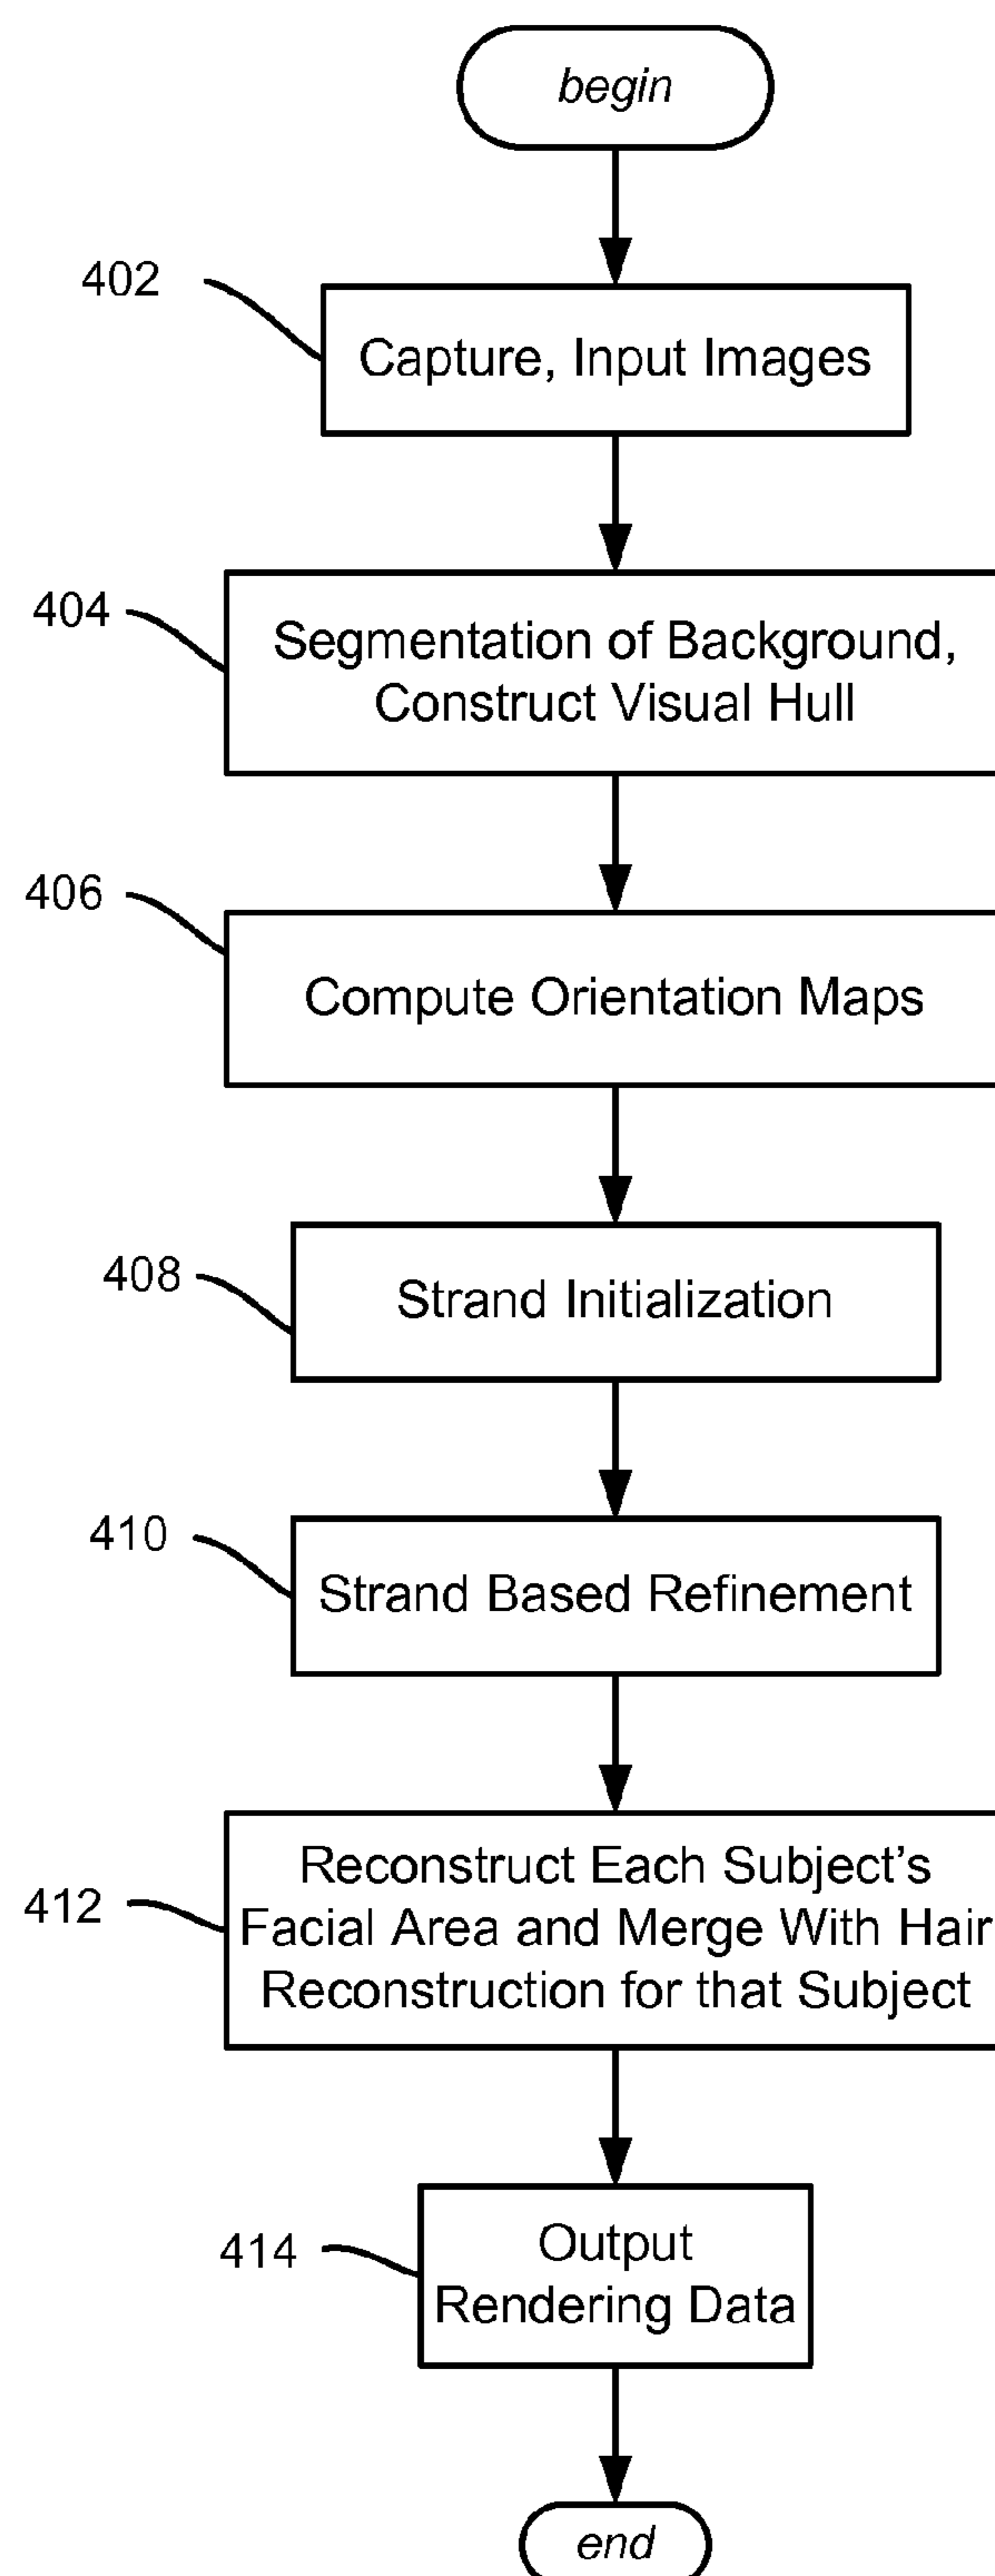 begin
402
Capture, Input Images
404
Segmentation of Background,
Construct Visual Hull
406
Compute Orientation Maps
408
Strand Initialization
410
Strand Based Refinement
412
Reconstruct Each Subject's
Facial Area and Merge With Hair
Reconstruction for that Subject
414
Output
Rendering Data
end